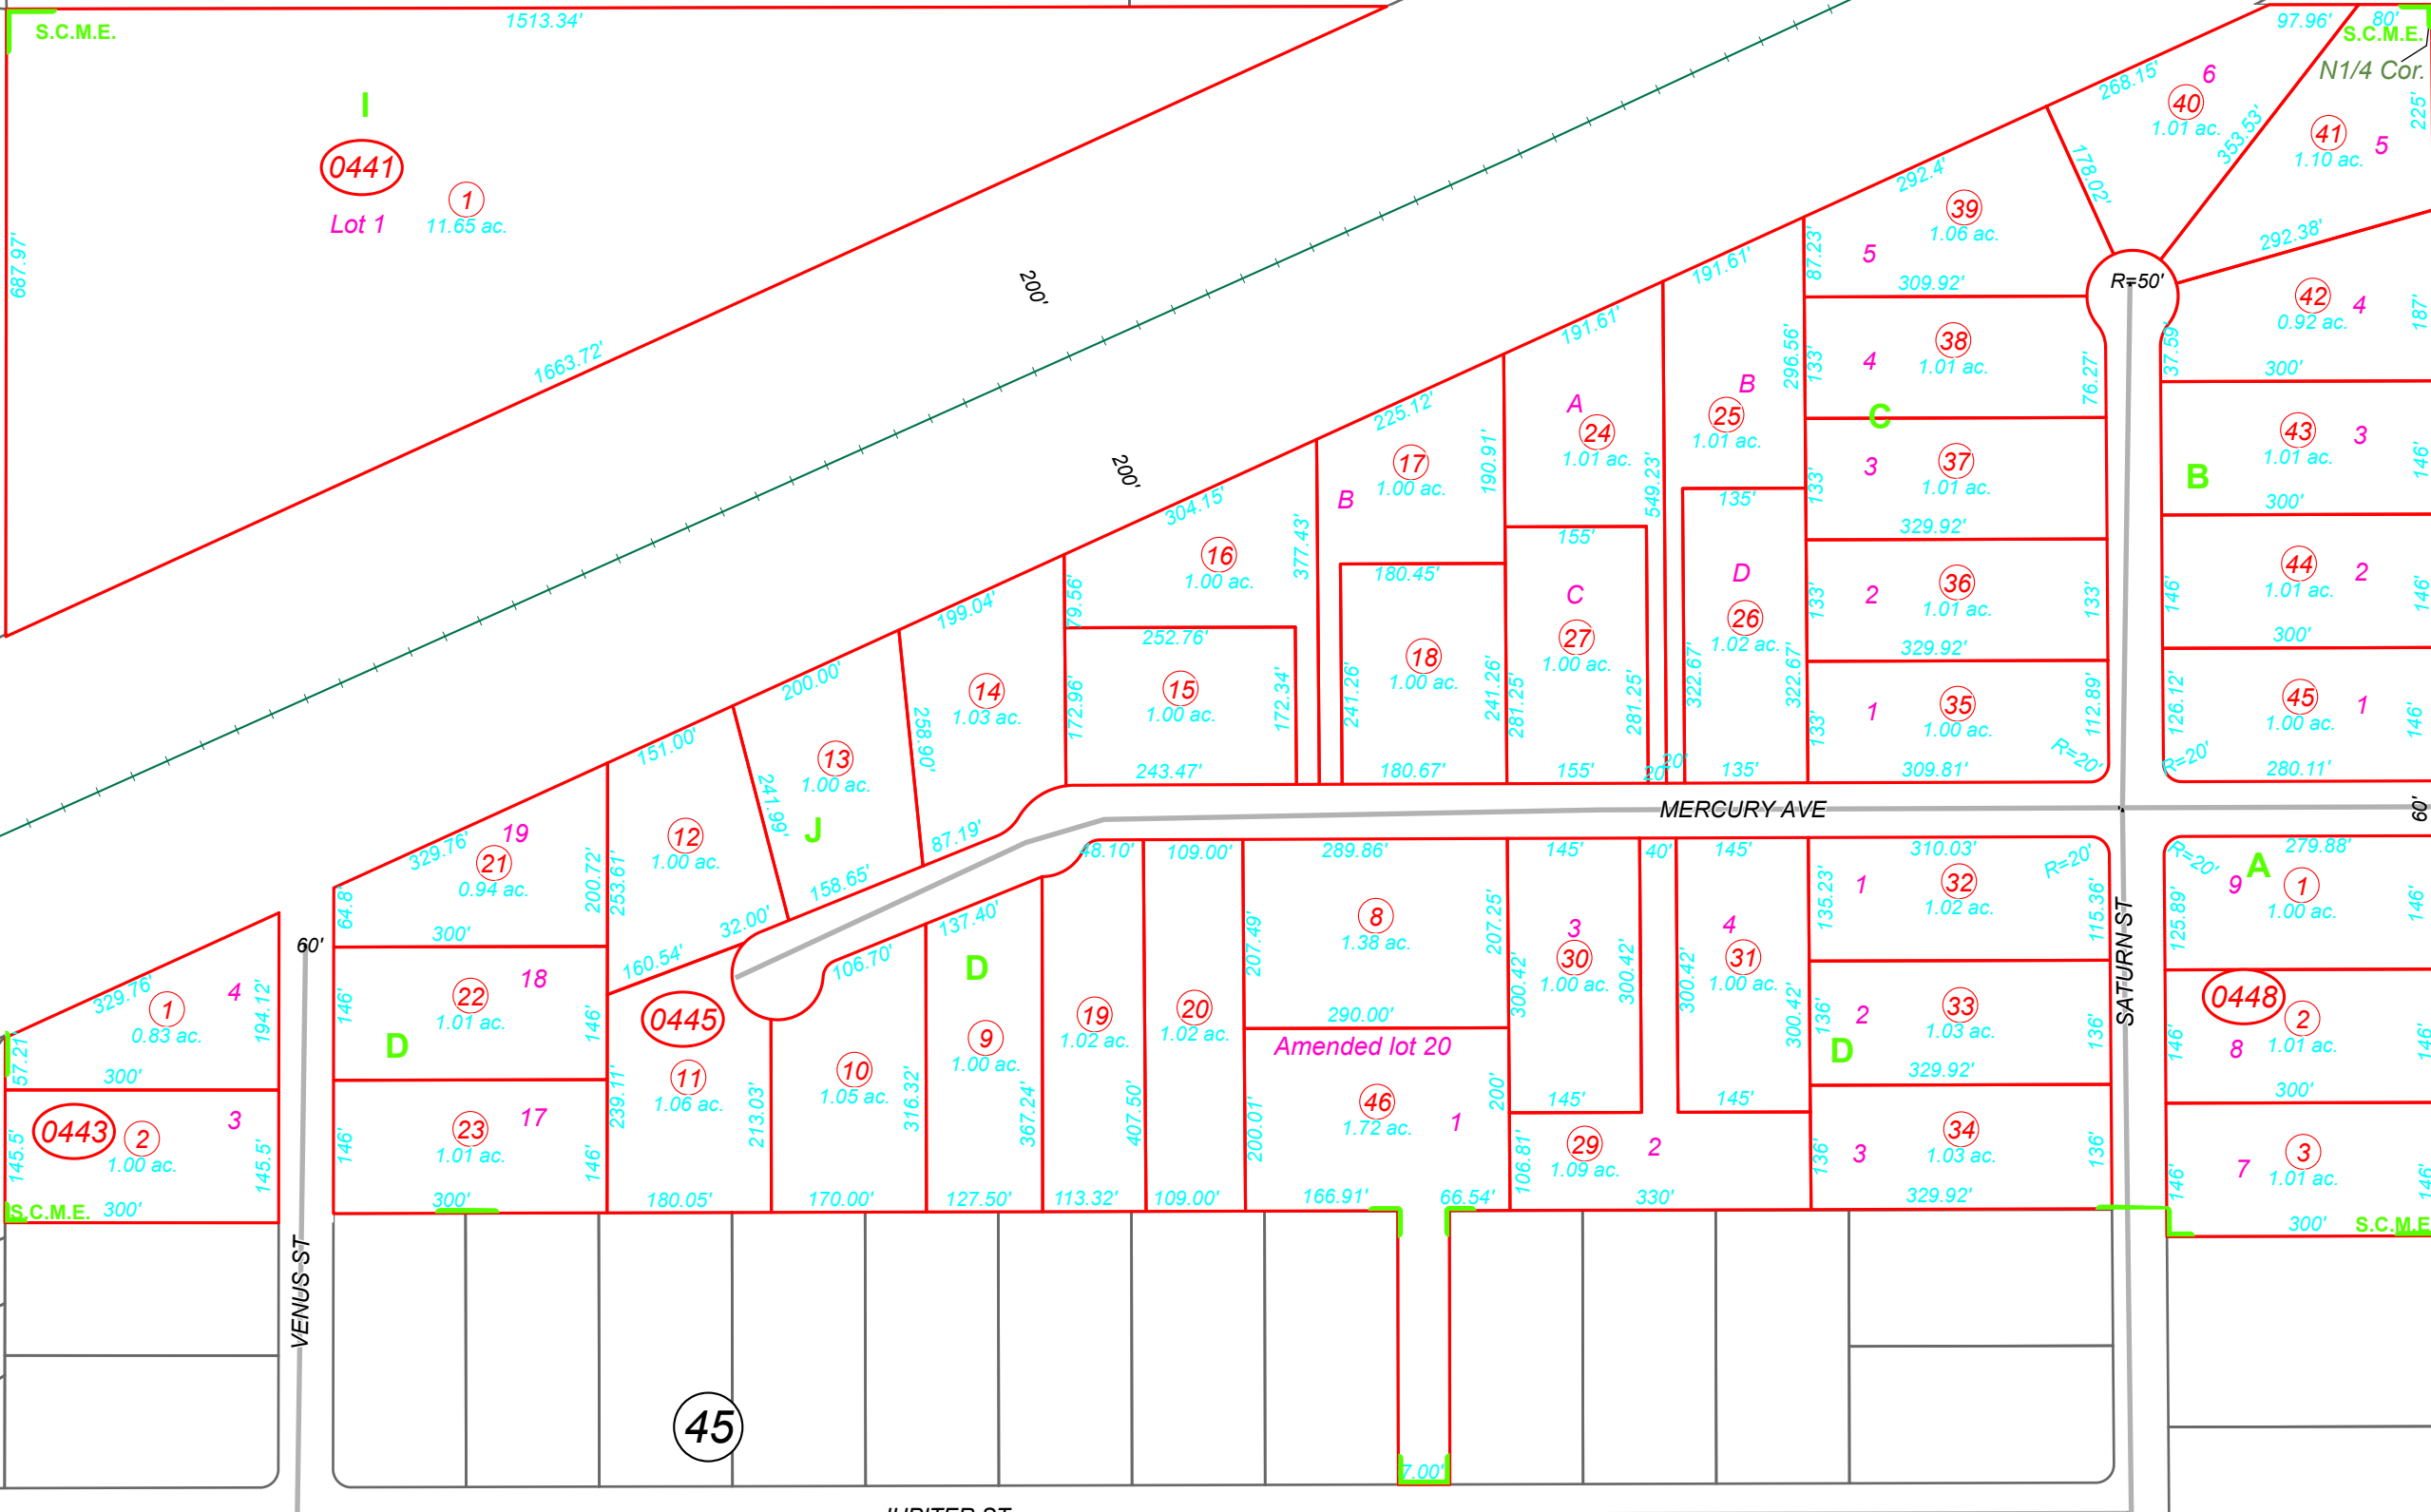 1513.34'
S.C.M.E.
I
0441
1
Lot 1
11.65 ac.
687.97'
1663.72'
200'
200'
97.96'
80'
S.C.M.E.
N1/4 Cor.
268.15'
6
40
1.01 ac.
353.53'
225'
41
5
1.10 ac.
178.02'
292.4'
39
1.06 ac.
5
87.23'
309.92'
292.38'
R=50'
42
4
0.92 ac.
187'
37.59'
300'
191.61'
191.61'
296.56'
133'
4
38
1.01 ac.
76.27'
C
225.12'
A
24
1.01 ac.
B
25
1.01 ac.
17
1.00 ac.
B
190.91'
549.23'
135'
3
37
1.01 ac.
133'
329.92'
43
3
1.01 ac.
146'
B
300'
304.15'
377.43'
16
1.00 ac.
79.56'
252.76'
155'
180.45'
C
27
1.00 ac.
D
26
1.02 ac.
2
36
1.01 ac.
133'
133'
329.92'
44
2
1.01 ac.
146'
146'
300'
199.04'
14
1.03 ac.
172.96'
15
1.00 ac.
172.34'
243.47'
241.26'
18
1.00 ac.
241.26'
180.67'
281.25'
281.25'
155'
20'
20'
322.67'
322.67'
135'
1
35
1.00 ac.
133'
112.89'
R=20'
309.81'
126.12'
45
1
1.00 ac.
146'
R=20'
280.11'
200.00'
258.90'
13
1.00 ac.
J
151.00'
241.99'
87.19'
158.65'
32.00'
MERCURY AVE
60'
329.76'
19
21
0.94 ac.
64.8'
200.72'
253.61'
12
1.00 ac.
300'
160.54'
60'
329.76'
1
4
0.83 ac.
57.21'
194.12'
300'
0443
2
3
1.00 ac.
145.5'
145.5'
300'
S.C.M.E.
18
22
1.01 ac.
146'
146'
D
17
23
1.01 ac.
146'
146'
300'
0445
11
1.06 ac.
239.11'
213.03'
180.05'
106.70'
10
1.05 ac.
316.32'
170.00'
137.40'
D
9
1.00 ac.
367.24'
127.50'
48.10'
19
1.02 ac.
407.50'
113.32'
109.00'
20
1.02 ac.
109.00'
289.86'
8
1.38 ac.
207.49'
207.25'
290.00'
Amended lot 20
46
1.72 ac.
1
200.01'
200'
166.91'
66.54'
145'
3
30
1.00 ac.
300.42'
300.42'
145'
40'
145'
4
31
1.00 ac.
300.42'
300.42'
145'
29
2
1.09 ac.
106.81'
330'
310.03'
1
32
1.02 ac.
135.23'
115.36'
R=20'
2
33
1.03 ac.
136'
136'
D
329.92'
3
34
1.03 ac.
136'
136'
329.92'
SATURN ST
279.88'
R=20'
A
9
1
1.00 ac.
125.89'
146'
0448
2
8
1.01 ac.
146'
146'
300'
3
7
1.01 ac.
146'
146'
300'
S.C.M.E
VENUS ST
45
7.00'
JUPITER ST